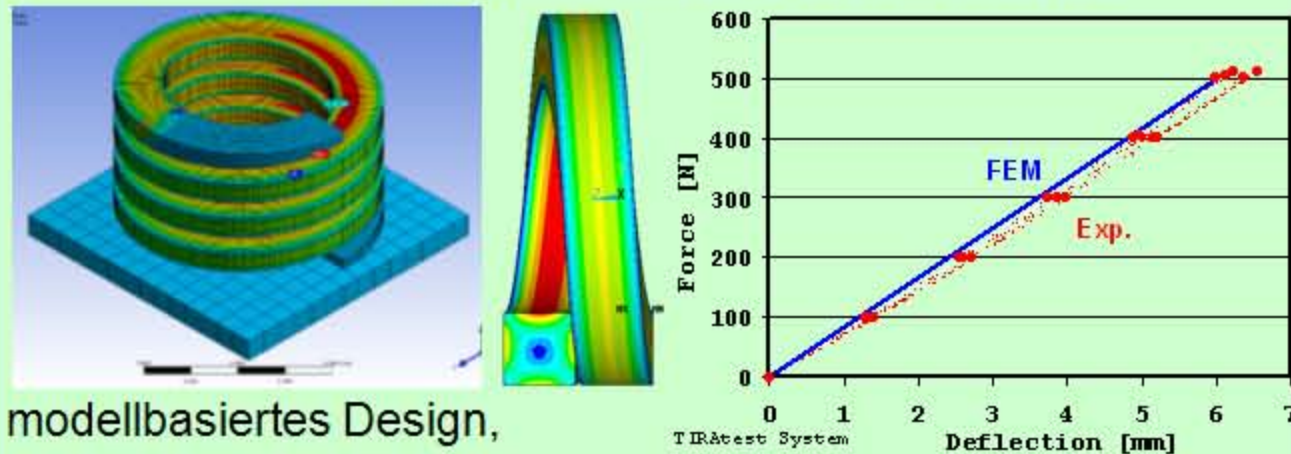 600
500
400
300
200
100
0
Force [N]
FEM
Exp.
0 1 2 3 4 5 6 7
TIRAtest System
Deflection [mm]
X
modellbasiertes Design,